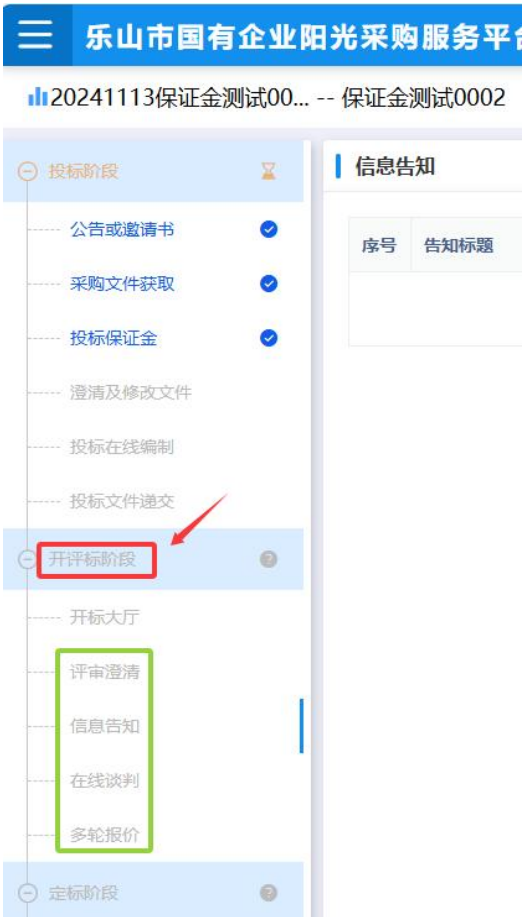 乐山市国有企业阳光采购服务平台
20241113保证金测试00... -- 保证金测试0002
投标阶段
信息告知
公告或邀请书
序号 告知标题
采购文件获取
投标保证金
澄清及修改文件
投标在线编制
投标文件递交
开评标阶段
开标大厅
评审澄清
信息告知
在线谈判
多轮报价
定标阶段